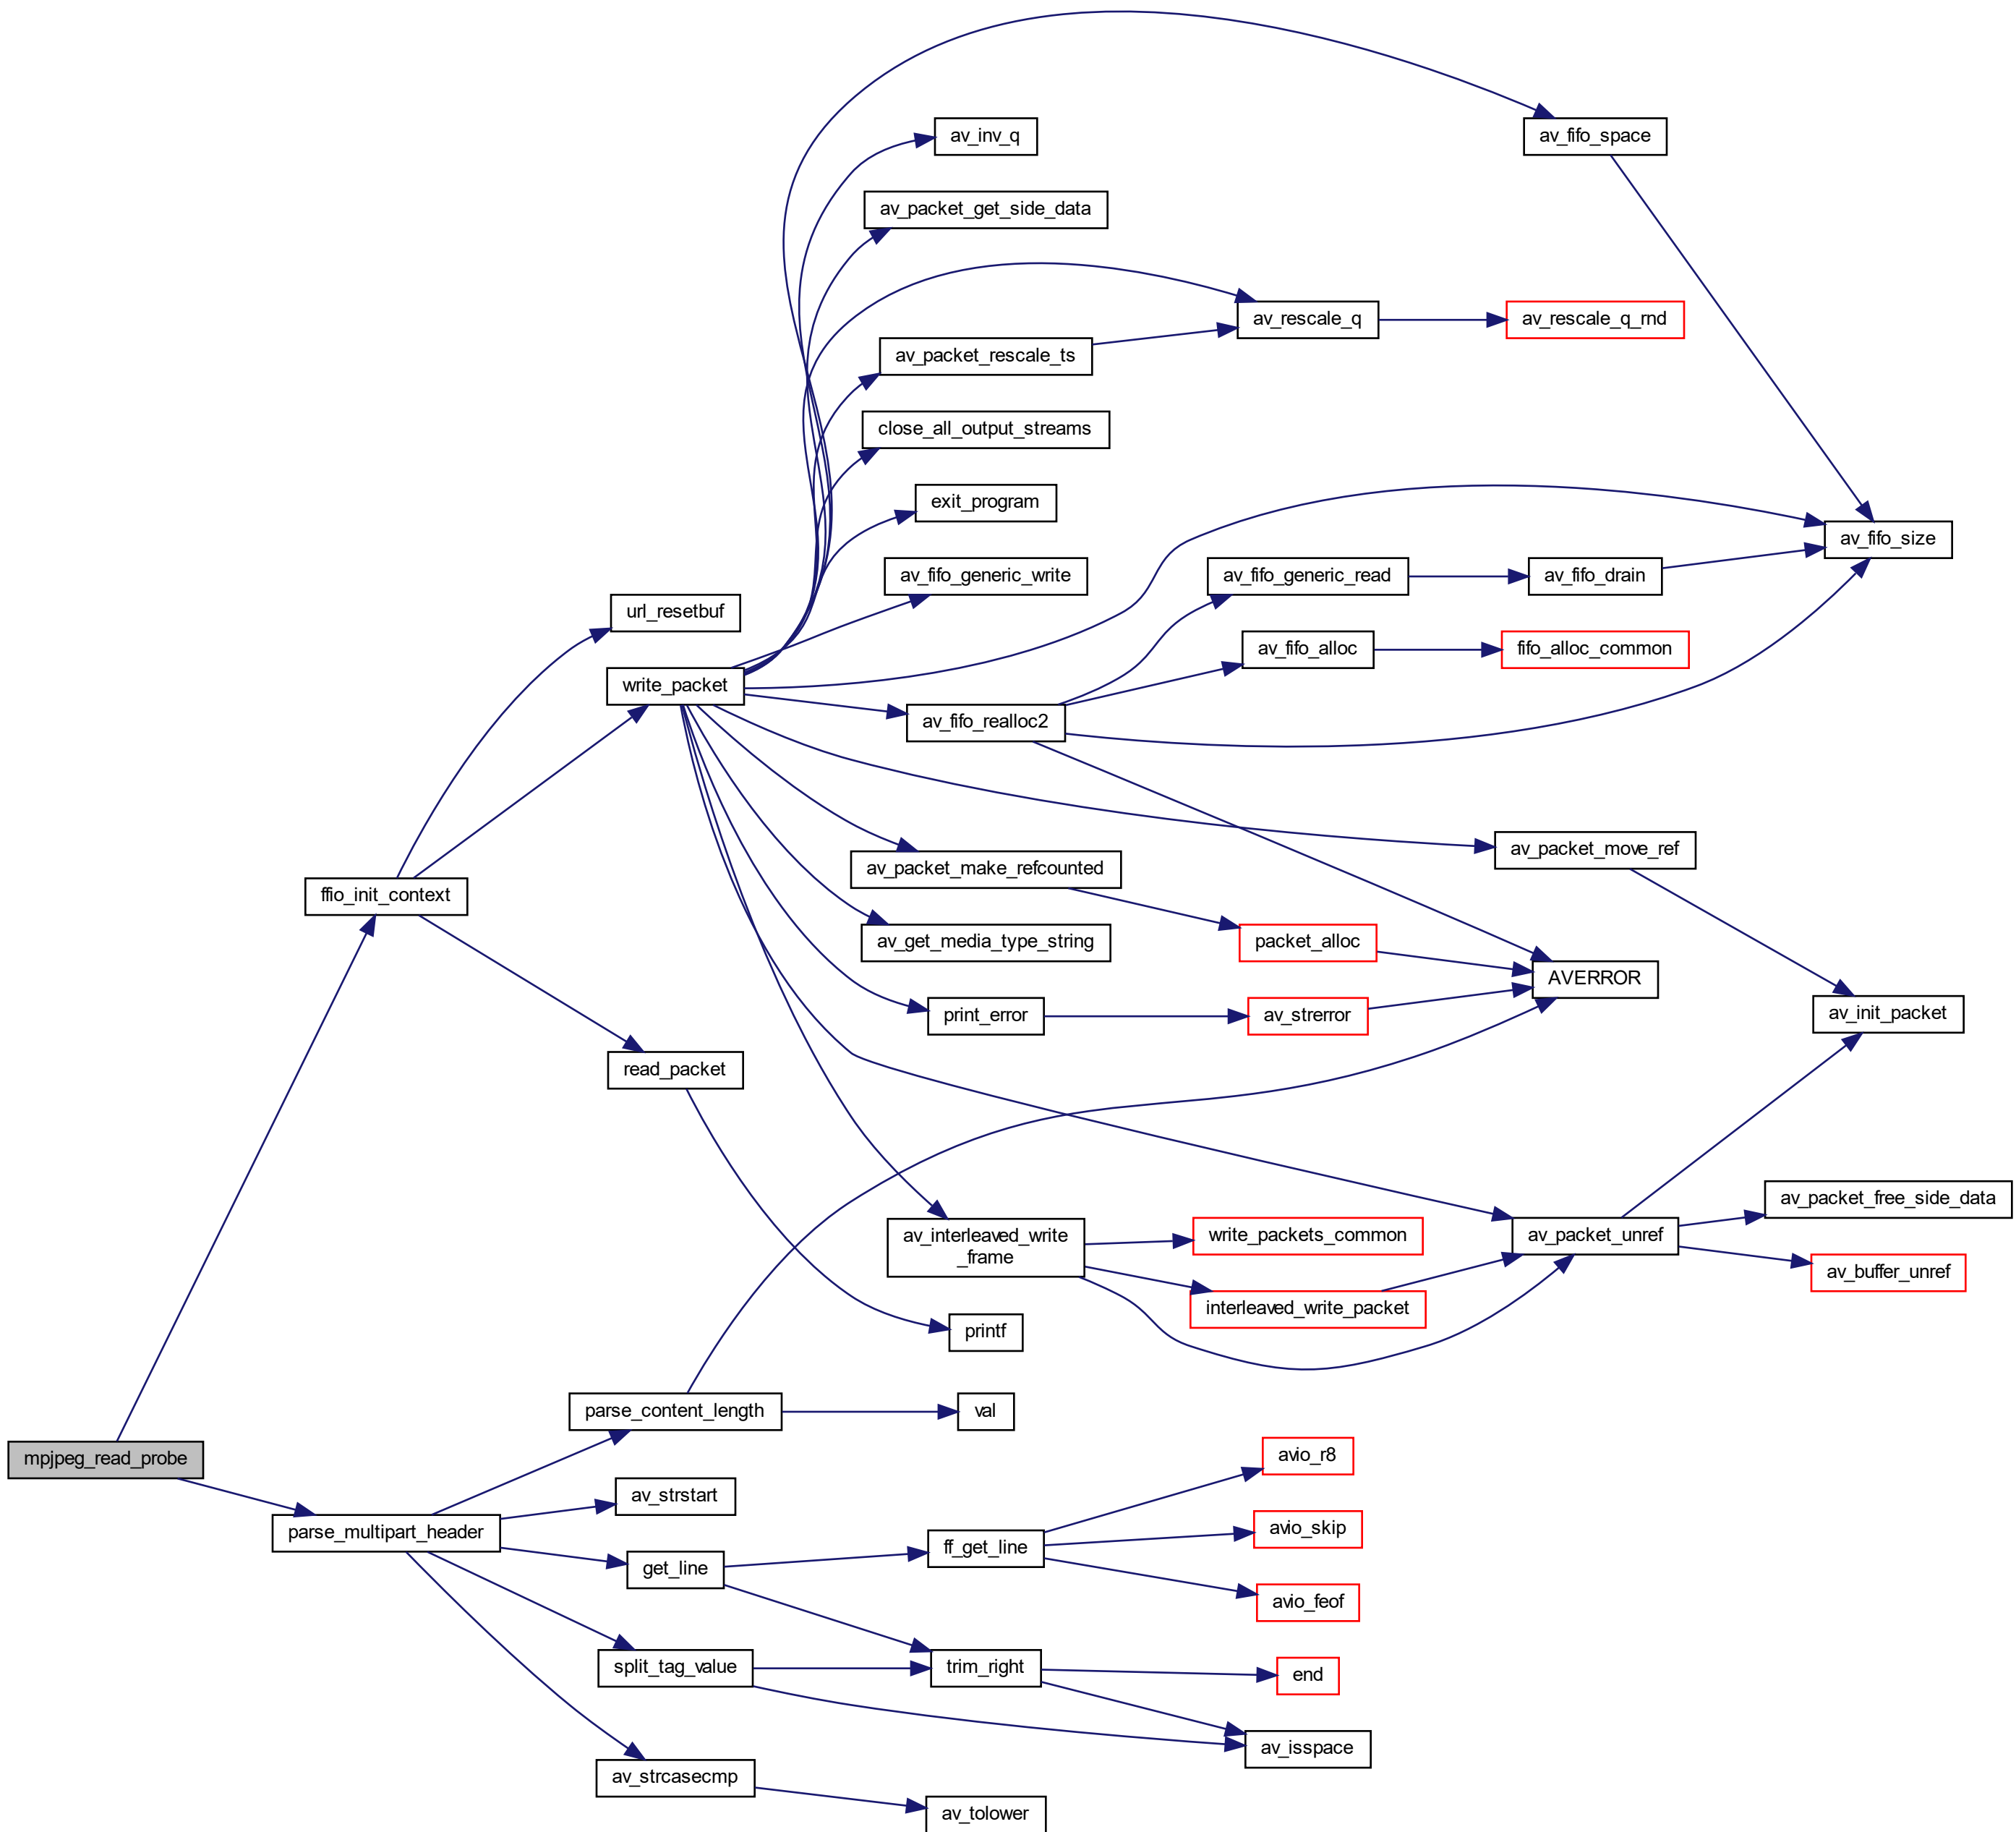 av_inv_q
av_fifo_space
av_packet_get_side_data
av_rescale_q
av_rescale_q_rnd
av_packet_rescale_ts
close_all_output_streams
exit_program
av_fifo_size
av_fifo_generic_write
av_fifo_generic_read
av_fifo_drain
url_resetbuf
av_fifo_alloc
fifo_alloc_common
write_packet
av_fifo_realloc2
av_packet_move_ref
av_packet_make_refcounted
ffio_init_context
av_get_media_type_string
packet_alloc
AVERROR
print_error
av_strerror
av_init_packet
read_packet
av_packet_free_side_data
av_interleaved_write
_frame
write_packets_common
av_packet_unref
av_buffer_unref
interleaved_write_packet
printf
parse_content_length
val
mpjpeg_read_probe
avio_r8
av_strstart
parse_multipart_header
ff_get_line
avio_skip
get_line
avio_feof
split_tag_value
trim_right
end
av_isspace
av_strcasecmp
av_tolower